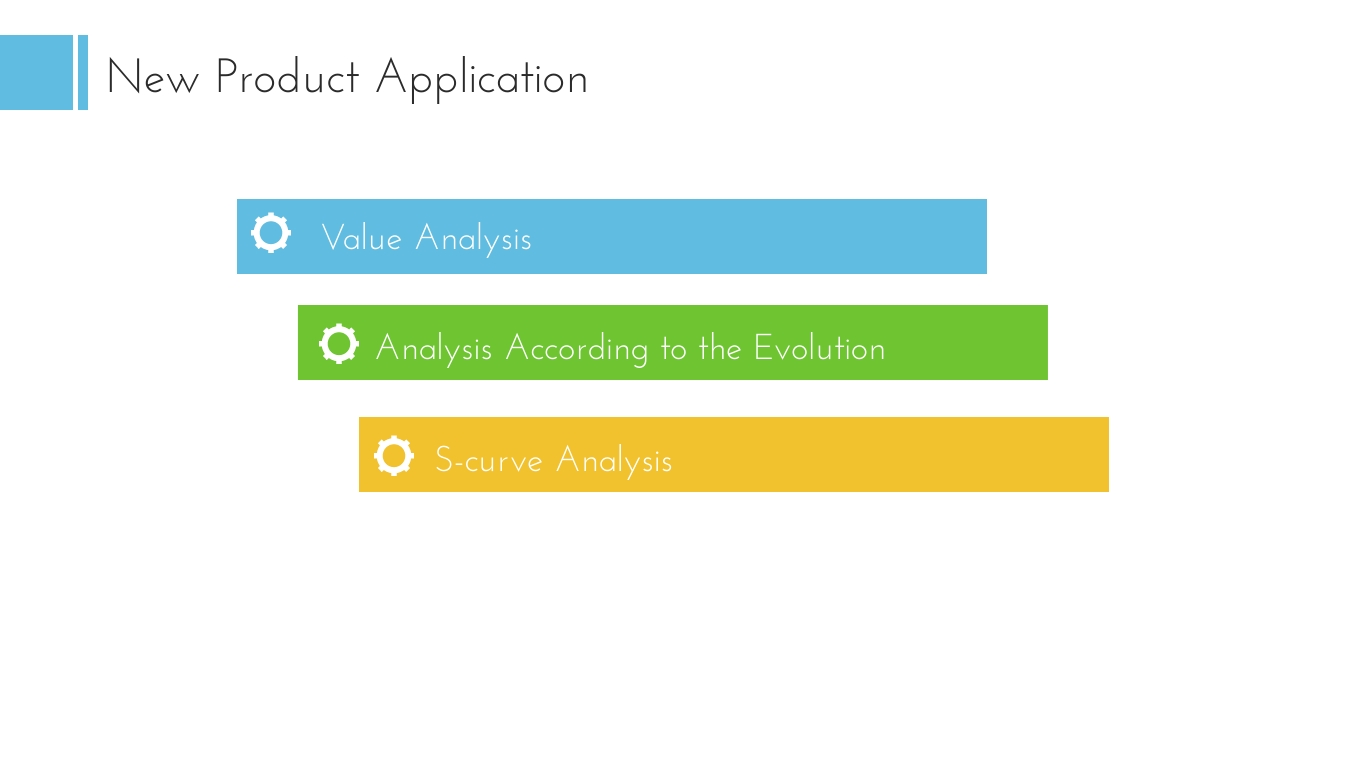 New Product Application
Value Analysis
Analysis According to the Evolution
S-curve Analysis